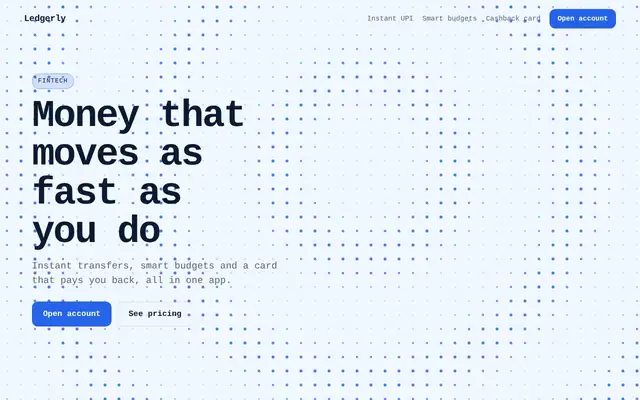 Ledgerly
Instant UPI Smart budgets Cashback card Open account
FINTECH
Money that
moves as
fast as
you do
Instant transfers, smart budgets and a card
that pays you back, all in one app.
Open account See pricing